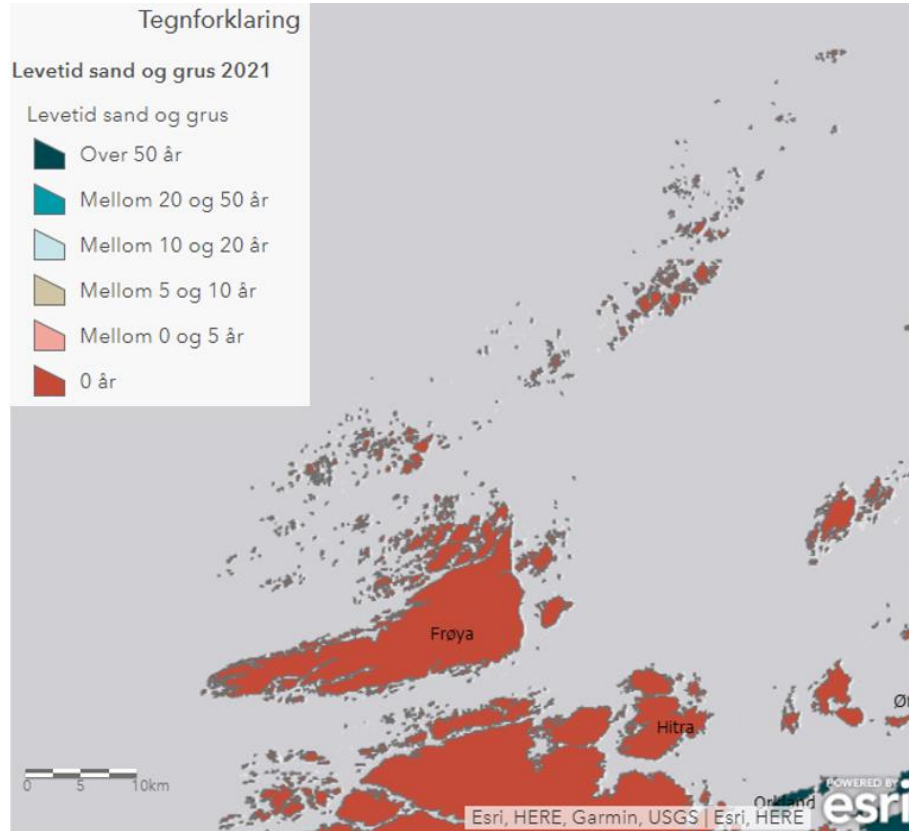 Tegnforklaring
Levetid sand og grus 2021
Levetid sand og grus
Over 50 år
Mellom 20 og 50 år
Mellom 10 og 20 år
Mellom 5 og 10 år
Mellom 0 og 5 år
0 år
Frøya
Hitra
0 5 10km
Orkland
POWERED BY
esri
Esri, HERE, Garmin, USGS | Esri, HERE